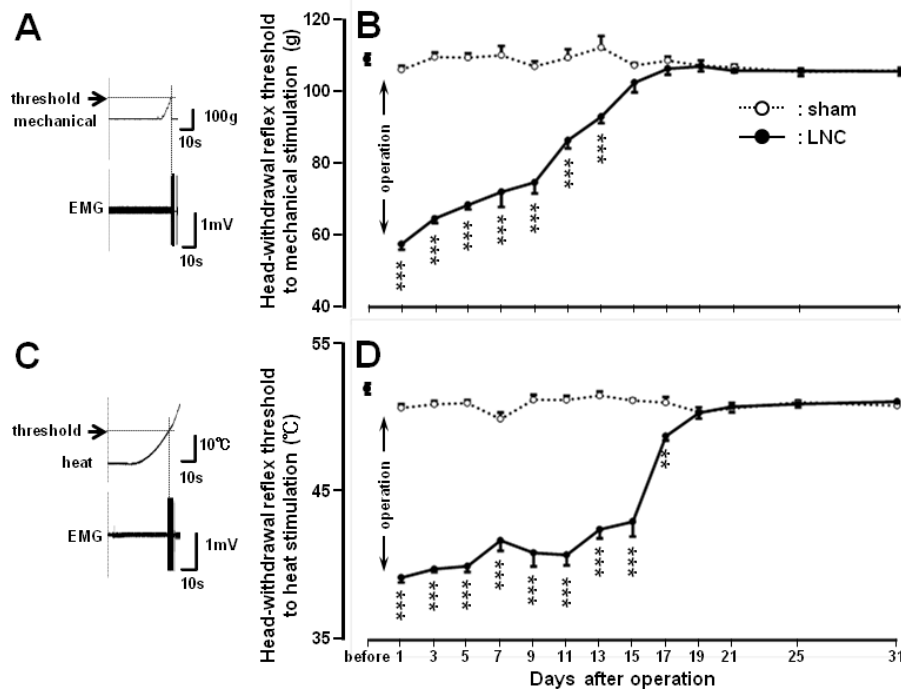 A
threshold
mechanical
100g
10s
EMG
1mV
10s
B
Head-withdrawal reflex threshold
to mechanical stimulation (g)
120
100
80
60
40
operation
: sham
: LNC
***
***
***
***
***
***
***
C
threshold
heat
10℃
10s
EMG
1mV
10s
D
Head-withdrawal reflex threshold
to heat stimulation (℃)
55
45
35
operation
***
***
***
***
***
***
***
***
**
before 1 3 5 7 9 11 13 15 17 19 21 25 31
Days after operation